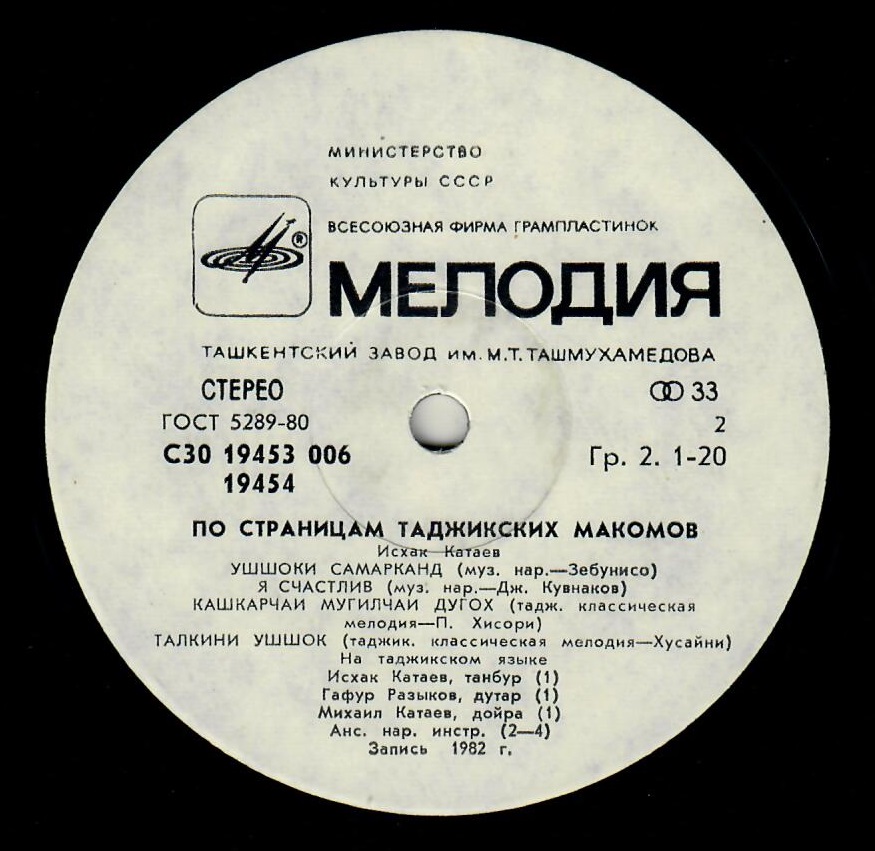 МИНИСТЕРСТВО
КУЛЬТУРЫ СССР
ВСЕСОЮЗНАЯ ФИРМА ГРАМПЛАСТИНОК
®
МЕЛОДИЯ
ТАШКЕНТСКИЙ ЗАВОД ИМ. М.Т. ТАШМУХАМЕДОВА
СТЕРЕО
33
ГОСТ 5289-80
2
С30 19453 006
Гр. 2. 1-20
19454
ПО СТРАНИЦАМ ТАДЖИКСКИХ МАКОМОВ
Исхак Катаев
УШШОКИ САМАРКАНД (муз. нар.—Зебунисо)
Я СЧАСТЛИВ (муз. нар.—Дж. Кувнаков)
КАШКАРЧАИ МУГИЛЧАИ ДУГОХ (тадж. классическая
мелодия—П. Хисори)
ТАЛКИНИ УШШОК (таджик. классическая мелодия—Хусайни)
На таджикском языке
Исхак Катаев, танбур (1)
Гафур Разыков, дутар (1)
Михаил Катаев, дойра (1)
Анс. нар. инстр. (2—4)
Запись 1982 г.